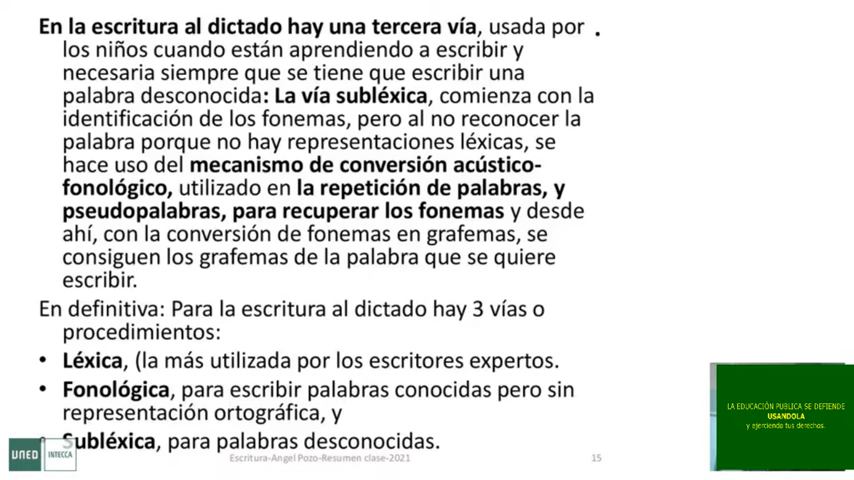 En la escritura al dictado hay una tercera vía, usada por .
los niños cuando están aprendiendo a escribir y
necesaria siempre que se tiene que escribir una
palabra desconocida: La vía subléxica, comienza con la
identificación de los fonemas, pero al no reconocer la
palabra porque no hay representaciones léxicas, se
hace uso del mecanismo de conversión acústico-
fonológico, utilizado en la repetición de palabras, y
pseudopalabras, para recuperar los fonemas y desde
ahí, con la conversión de fonemas en grafemas, se
consiguen los grafemas de la palabra que se quiere
escribir.
En definitiva: Para la escritura al dictado hay 3 vías o
procedimientos:
• Léxica, (la más utilizada por los escritores expertos.
• Fonológica, para escribir palabras conocidas pero sin
representación ortográfica, y
• Subléxica, para palabras desconocidas.
UNED INTECCA
Escritura-Angel Pozo-Resumen clase-2021
15
LA EDUCACIÓN PUBLICA SE DEFIENDE
USANDOLA
y ejerciendo tus derechos.